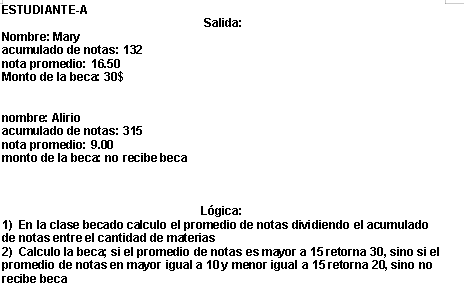 ESTUDIANTE-A
Salida:
Nombre: Mary
acumulado de notas: 132
nota promedio: 16.50
Monto de la beca: 30$
nombre: Alirio
acumulado de notas: 315
nota promedio: 9.00
monto de la beca: no recibe beca
Lógica:
1) En la clase becado calculo el promedio de notas dividiendo el acumulado
de notas entre el cantidad de materias
2) Calculo la beca; si el promedio de notas es mayor a 15 retorna 30, sino si el
promedio de notas en mayor igual a 10 y menor igual a 15 retorna 20, sino no
recibe beca